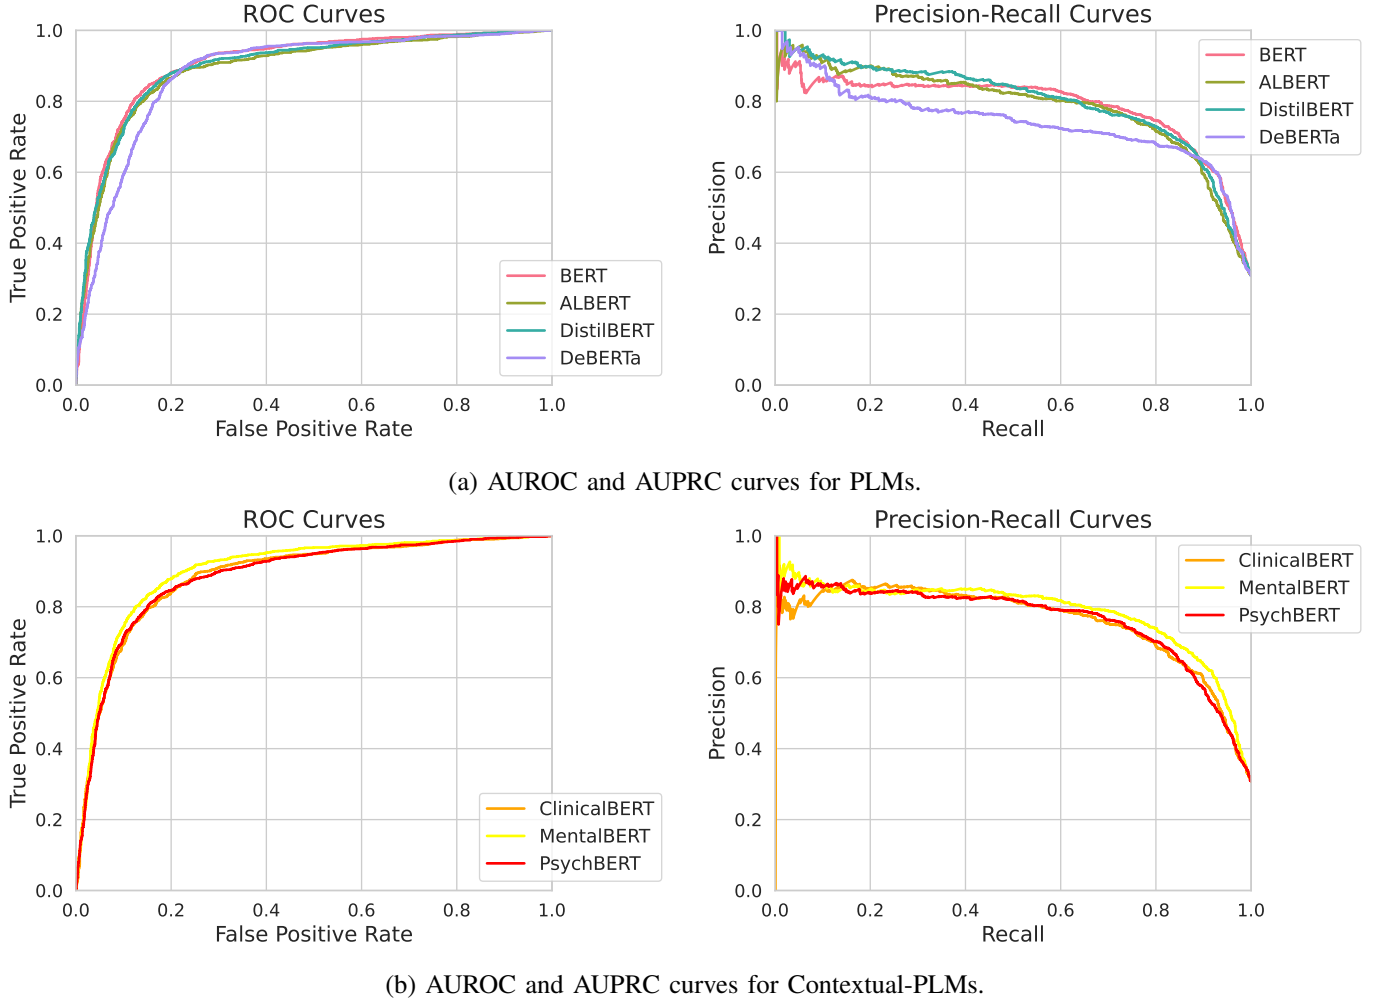 ROC Curves
True Positive Rate
1.0
0.8
0.6
0.4
0.2
0.0
BERT
ALBERT
DistilBERT
DeBERTa
0.0 0.2 0.4 0.6 0.8 1.0
False Positive Rate
Precision-Recall Curves
Precision
1.0
0.8
0.6
0.4
0.2
0.0
BERT
ALBERT
DistilBERT
DeBERTa
0.0 0.2 0.4 0.6 0.8 1.0
Recall
(a) AUROC and AUPRC curves for PLMs.
ROC Curves
True Positive Rate
1.0
0.8
0.6
0.4
0.2
0.0
ClinicalBERT
MentalBERT
PsychBERT
0.0 0.2 0.4 0.6 0.8 1.0
False Positive Rate
Precision-Recall Curves
Precision
1.0
0.8
0.6
0.4
0.2
0.0
ClinicalBERT
MentalBERT
PsychBERT
0.0 0.2 0.4 0.6 0.8 1.0
Recall
(b) AUROC and AUPRC curves for Contextual-PLMs.